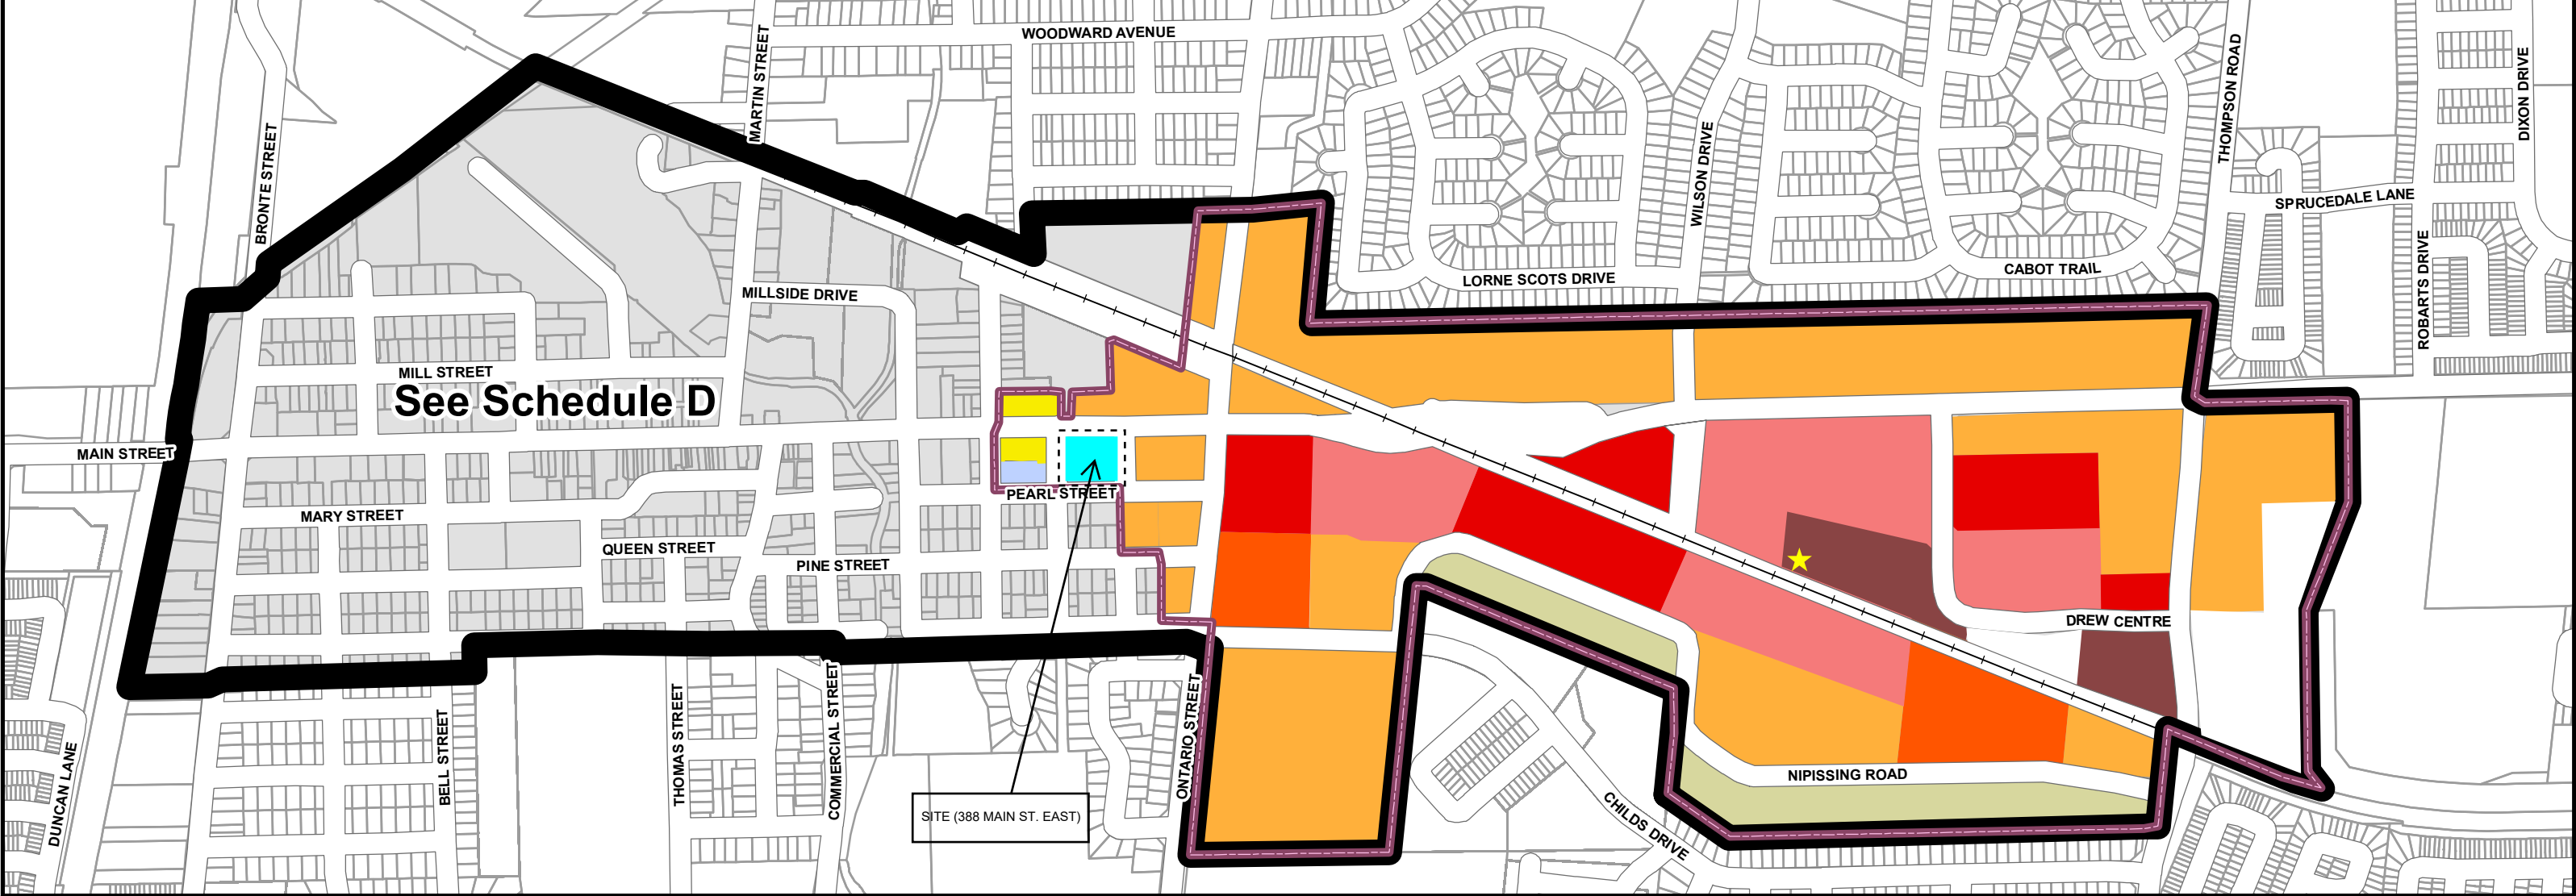 WOODWARD AVENUE
MARTIN STREET
THOMPSON ROAD
DIXON DRIVE
BRONTE STREET
WILSON DRIVE
SPRUCEDALE LANE
ROBARTS DRIVE
CABOT TRAIL
LORNE SCOTS DRIVE
MILLSIDE DRIVE
MILL STREET
See Schedule D
MAIN STREET
PEARL STREET
MARY STREET
QUEEN STREET
PINE STREET
DREW CENTRE
NIPISSING ROAD
DUNCAN LANE
BELL STREET
THOMAS STREET
COMMERCIAL STREET
ONTARIO STREET
SITE (388 MAIN ST. EAST)
CHILDS DRIVE